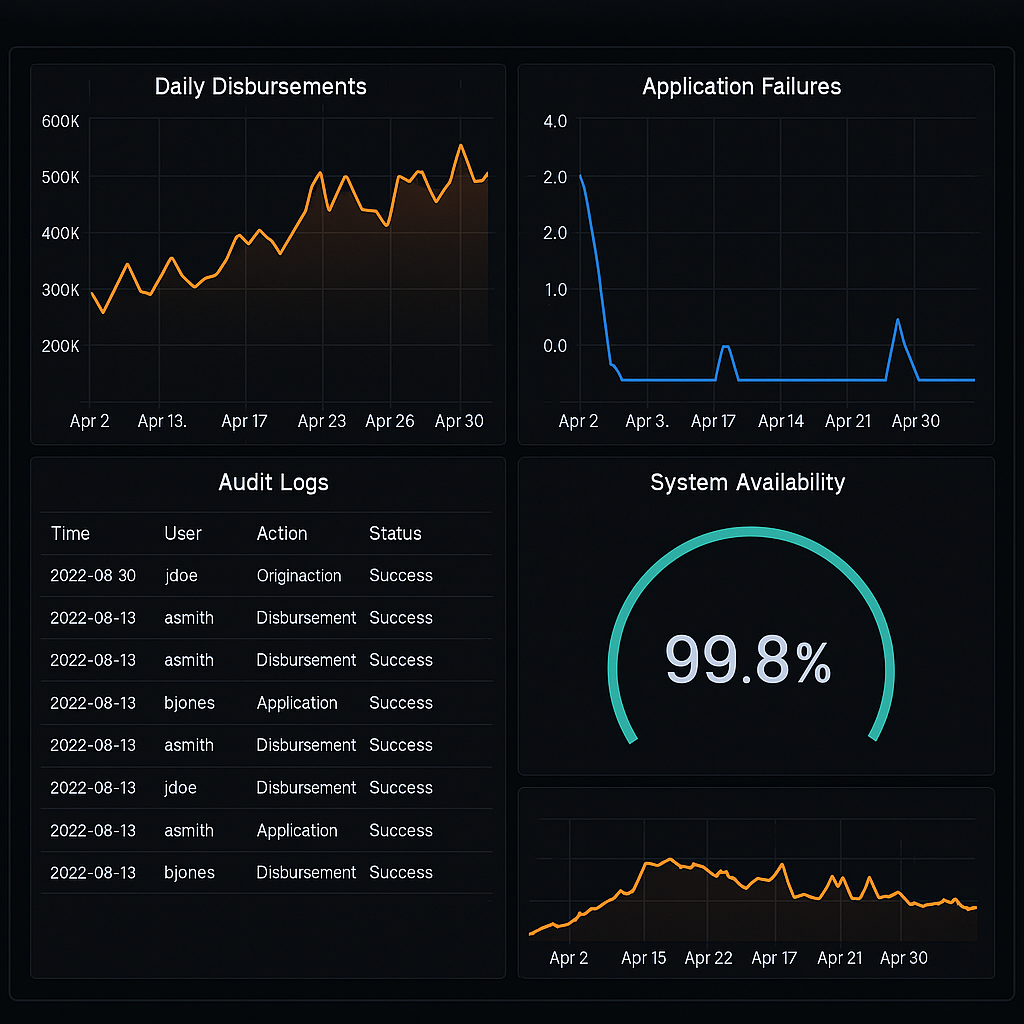 Daily Disbursements
600K
500K
400K
300K
200K
Apr 2 Apr 13. Apr 17 Apr 23 Apr 26 Apr 30
Application Failures
4.0
2.0
2.0
1.0
0.0
Apr 2 Apr 3. Apr 17 Apr 14 Apr 21 Apr 30
Audit Logs
Time User Action Status
2022-08 30 jdoe Originaction Success
2022-08-13 asmith Disbursement Success
2022-08-13 asmith Disbursement Success
2022-08-13 bjones Application Success
2022-08-13 asmith Disbursement Success
2022-08-13 jdoe Disbursement Success
2022-08-13 asmith Application Success
2022-08-13 bjones Disbursement Success
System Availability
99.8%
Apr 2 Apr 15 Apr 22 Apr 17 Apr 21 Apr 30